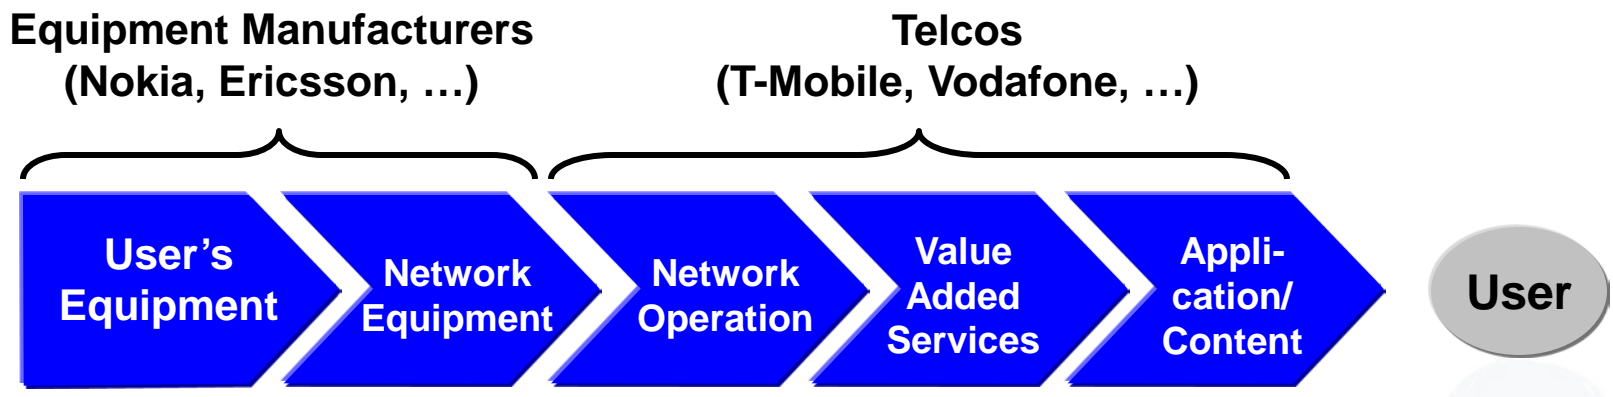 Equipment Manufacturers
(Nokia, Ericsson, …)
Telcos
(T-Mobile, Vodafone, …)
User’s
Equipment
Network
Equipment
Network
Operation
Value
Added
Services
Appli-
cation/
Content
User